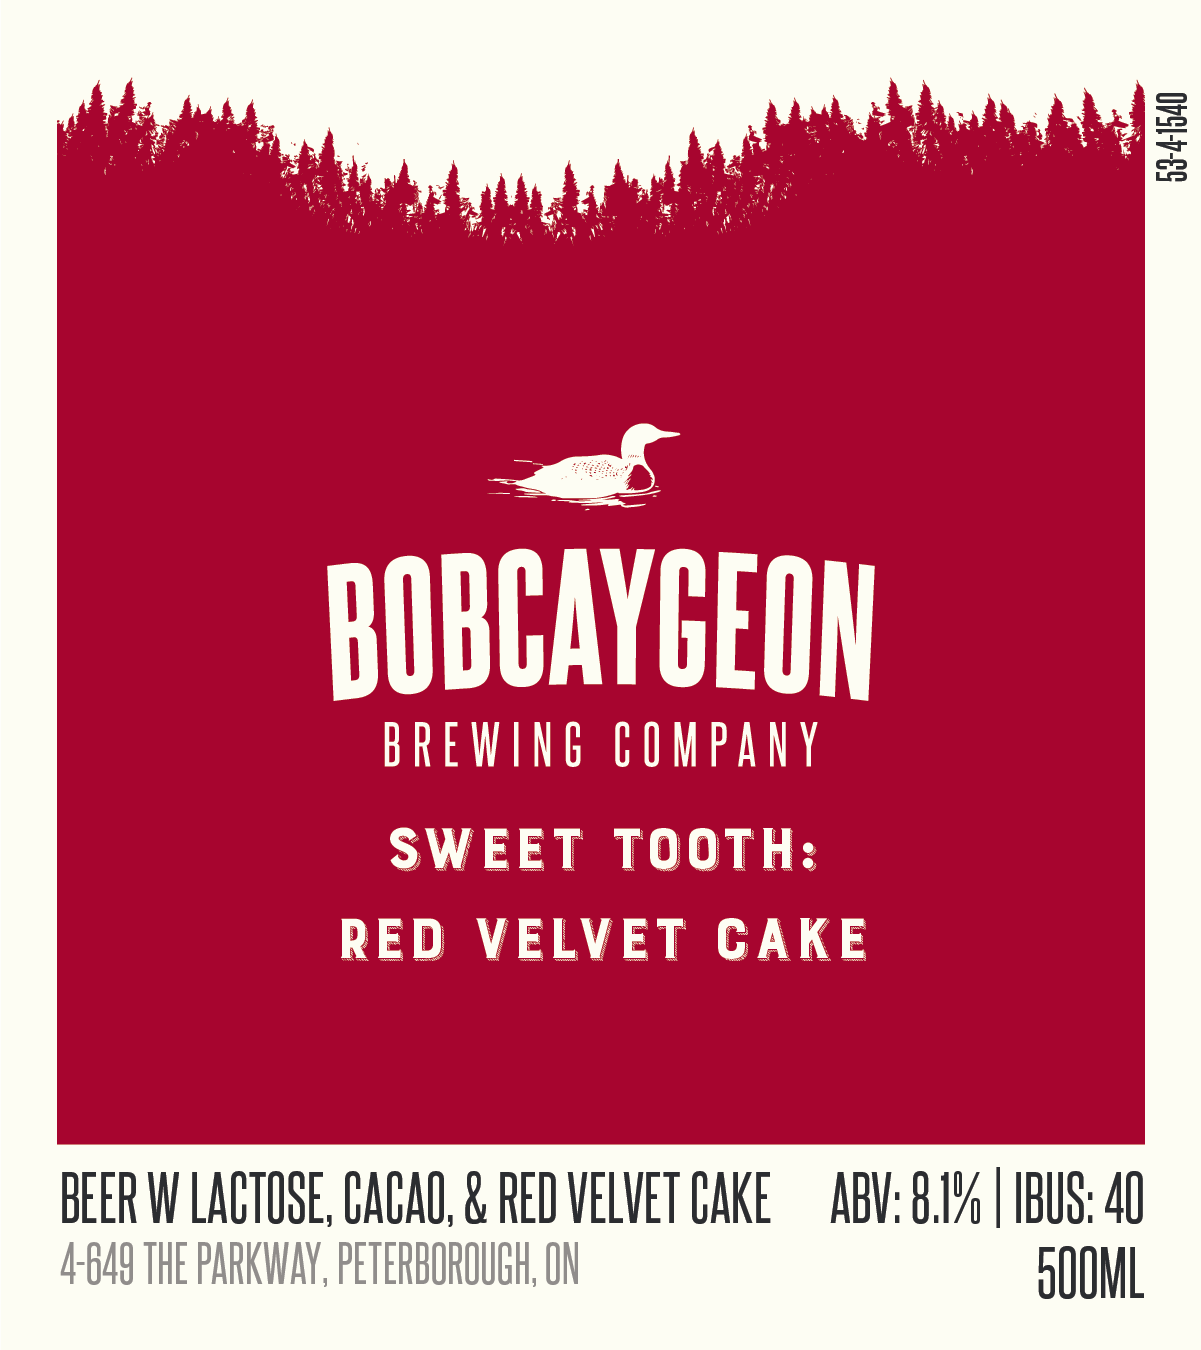 53-4-1540
BOBCAYGEON
BREWING COMPANY
SWEET TOOTH:
RED VELVET CAKE
BEER W LACTOSE, CACAO, & RED VELVET CAKE
4-649 THE PARKWAY, PETERBOROUGH, ON
ABV: 8.1% | IBUS: 40
500ML